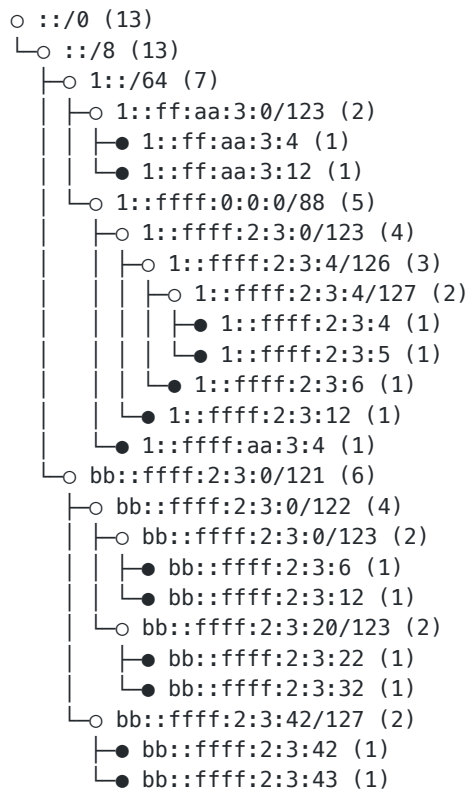 ○ ::/0 (13)
└─○ ::/8 (13)
  ├─○ 1::/64 (7)
  │ ├─○ 1::ff:aa:3:0/123 (2)
  │ │ ├─● 1::ff:aa:3:4 (1)
  │ │ └─● 1::ff:aa:3:12 (1)
  │ └─○ 1::ffff:0:0:0/88 (5)
  │   ├─○ 1::ffff:2:3:0/123 (4)
  │   │ ├─○ 1::ffff:2:3:4/126 (3)
  │   │ │ ├─○ 1::ffff:2:3:4/127 (2)
  │   │ │ │ ├─● 1::ffff:2:3:4 (1)
  │   │ │ │ └─● 1::ffff:2:3:5 (1)
  │   │ │ └─● 1::ffff:2:3:6 (1)
  │   │ └─● 1::ffff:2:3:12 (1)
  │   └─● 1::ffff:aa:3:4 (1)
  └─○ bb::ffff:2:3:0/121 (6)
    ├─○ bb::ffff:2:3:0/122 (4)
    │ ├─○ bb::ffff:2:3:0/123 (2)
    │ │ ├─● bb::ffff:2:3:6 (1)
    │ │ └─● bb::ffff:2:3:12 (1)
    │ └─○ bb::ffff:2:3:20/123 (2)
    │   ├─● bb::ffff:2:3:22 (1)
    │   └─● bb::ffff:2:3:32 (1)
    └─○ bb::ffff:2:3:42/127 (2)
      ├─● bb::ffff:2:3:42 (1)
      └─● bb::ffff:2:3:43 (1)